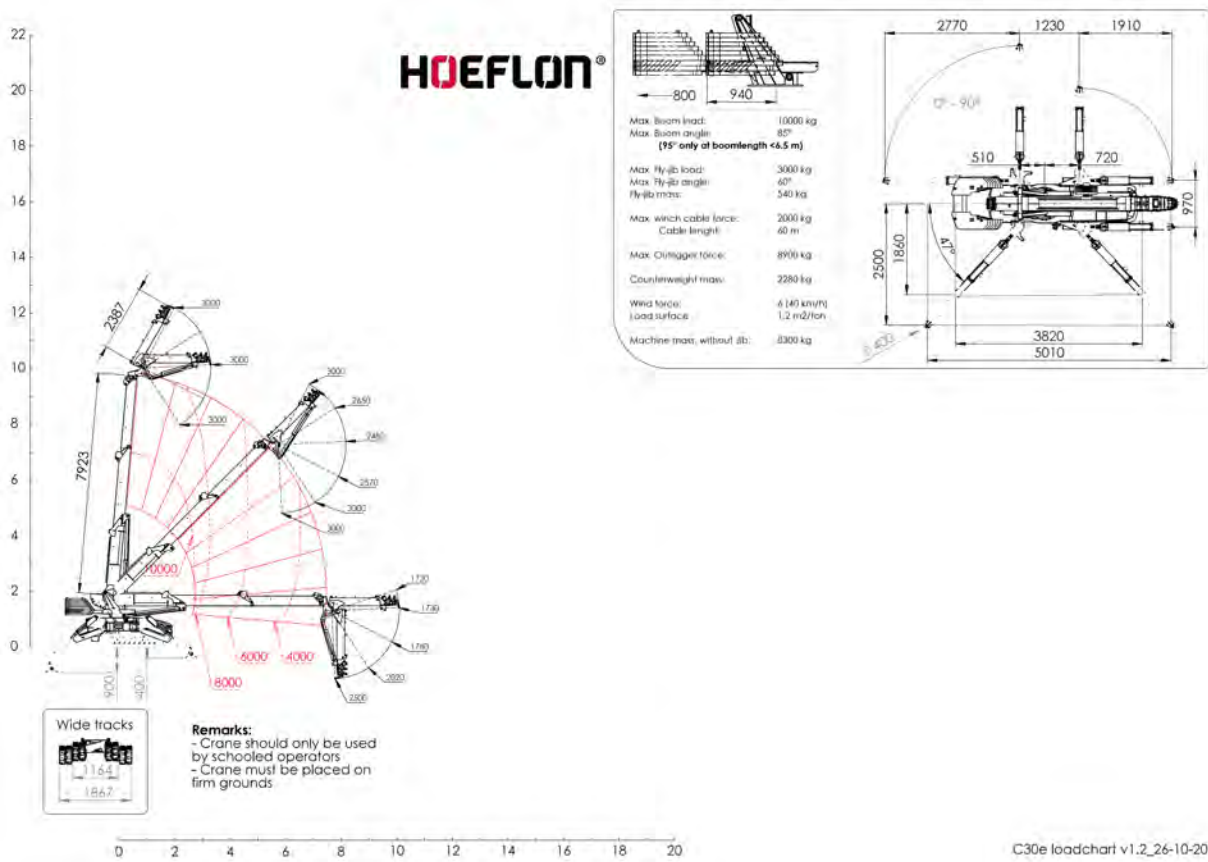 22
20
18
16
14
12
10
8
6
4
2
0
HOEFLON®
2387
3000
3000
3000
7923
3000
2650
2570
3000
3000
10000
1720
1730
1760
2020
2500
6000
4000
8000
900
400
Wide tracks
1164
1867
Remarks:
- Crane should only be used
by schooled operators
- Crane must be placed on
firm grounds
0 2 4 6 8 10 12 14 16 18 20
800 940
Max. Boom load: 10000 kg
Max. Boom angle: 85°
(95° only at boomlength <6.5 m)
Max. Fly-jib load: 3000 kg
Max. Fly-jib angle: 60°
Fly-jib mass: 540 kg
Max. winch cable force: 2000 kg
Cable lenght: 60 m
Max. Outrigger force: 8900 kg
Counterweight mass: 2280 kg
Wind force: 6 (40 km/h)
Load surface: 1,2 m2/ton
Machine mass, without jib: 8300 kg
2770 1230 1910
0° - 90°
510 720
970
2500
1860
47°
3820
5010
C30e loadchart v1.2_26-10-20